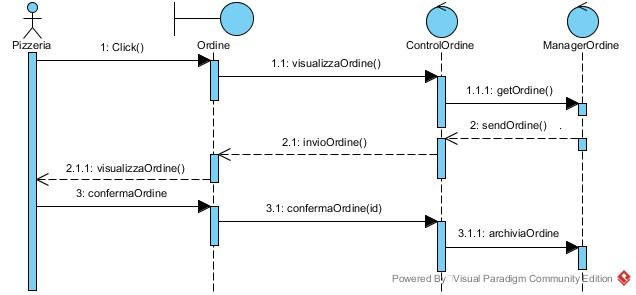 Pizzeria
Ordine
ControlOrdine
ManagerOrdine
1: Click()
1.1: visualizzaOrdine()
1.1.1: getOrdine()
2: sendOrdine() .
2.1: invioOrdine()
2.1.1: visualizzaOrdine()
3: confermaOrdine
3.1: confermaOrdine(id)
3.1.1: archiviaOrdine
Powered By Visual Paradigm Community Edition